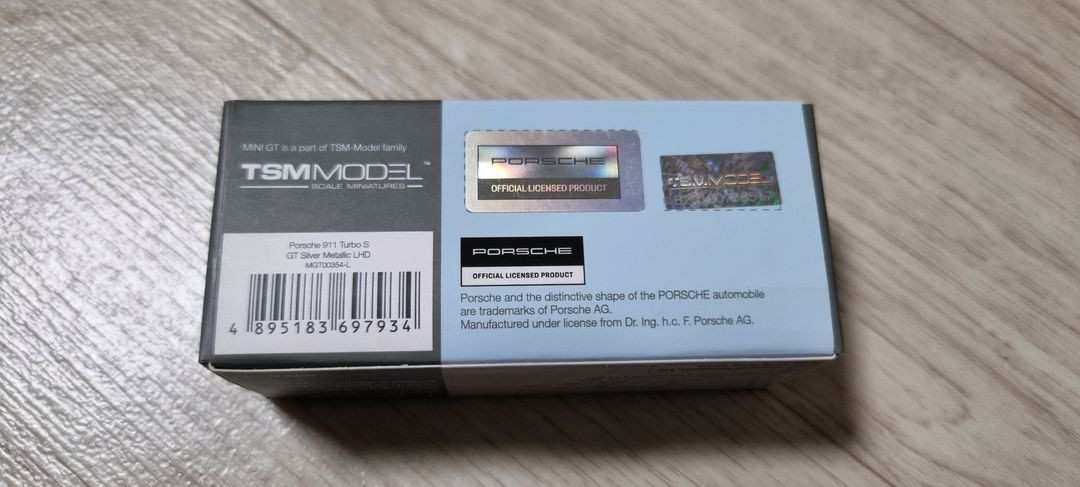 MINI GT is a part of TSM-Model family
TSMMODEL™
SCALE MINIATURES
Porsche 911 Turbo S
GT Silver Metallic LHD
MGT00354-L
4 895183 697934
PORSCHE
OFFICIAL LICENSED PRODUCT
TSMMODEL
PORSCHE
OFFICIAL LICENSED PRODUCT
Porsche and the distinctive shape of the PORSCHE automobile
are trademarks of Porsche AG.
Manufactured under license from Dr. Ing. h.c. F. Porsche AG.